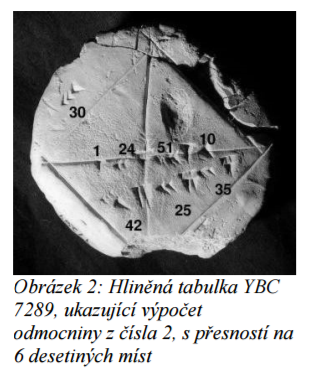 30
1 24 51 10
35
25
42
Obrázek 2: Hliněná tabulka YBC
7289, ukazující výpočet
odmocniny z čísla 2, s přesností na
6 desetiných míst